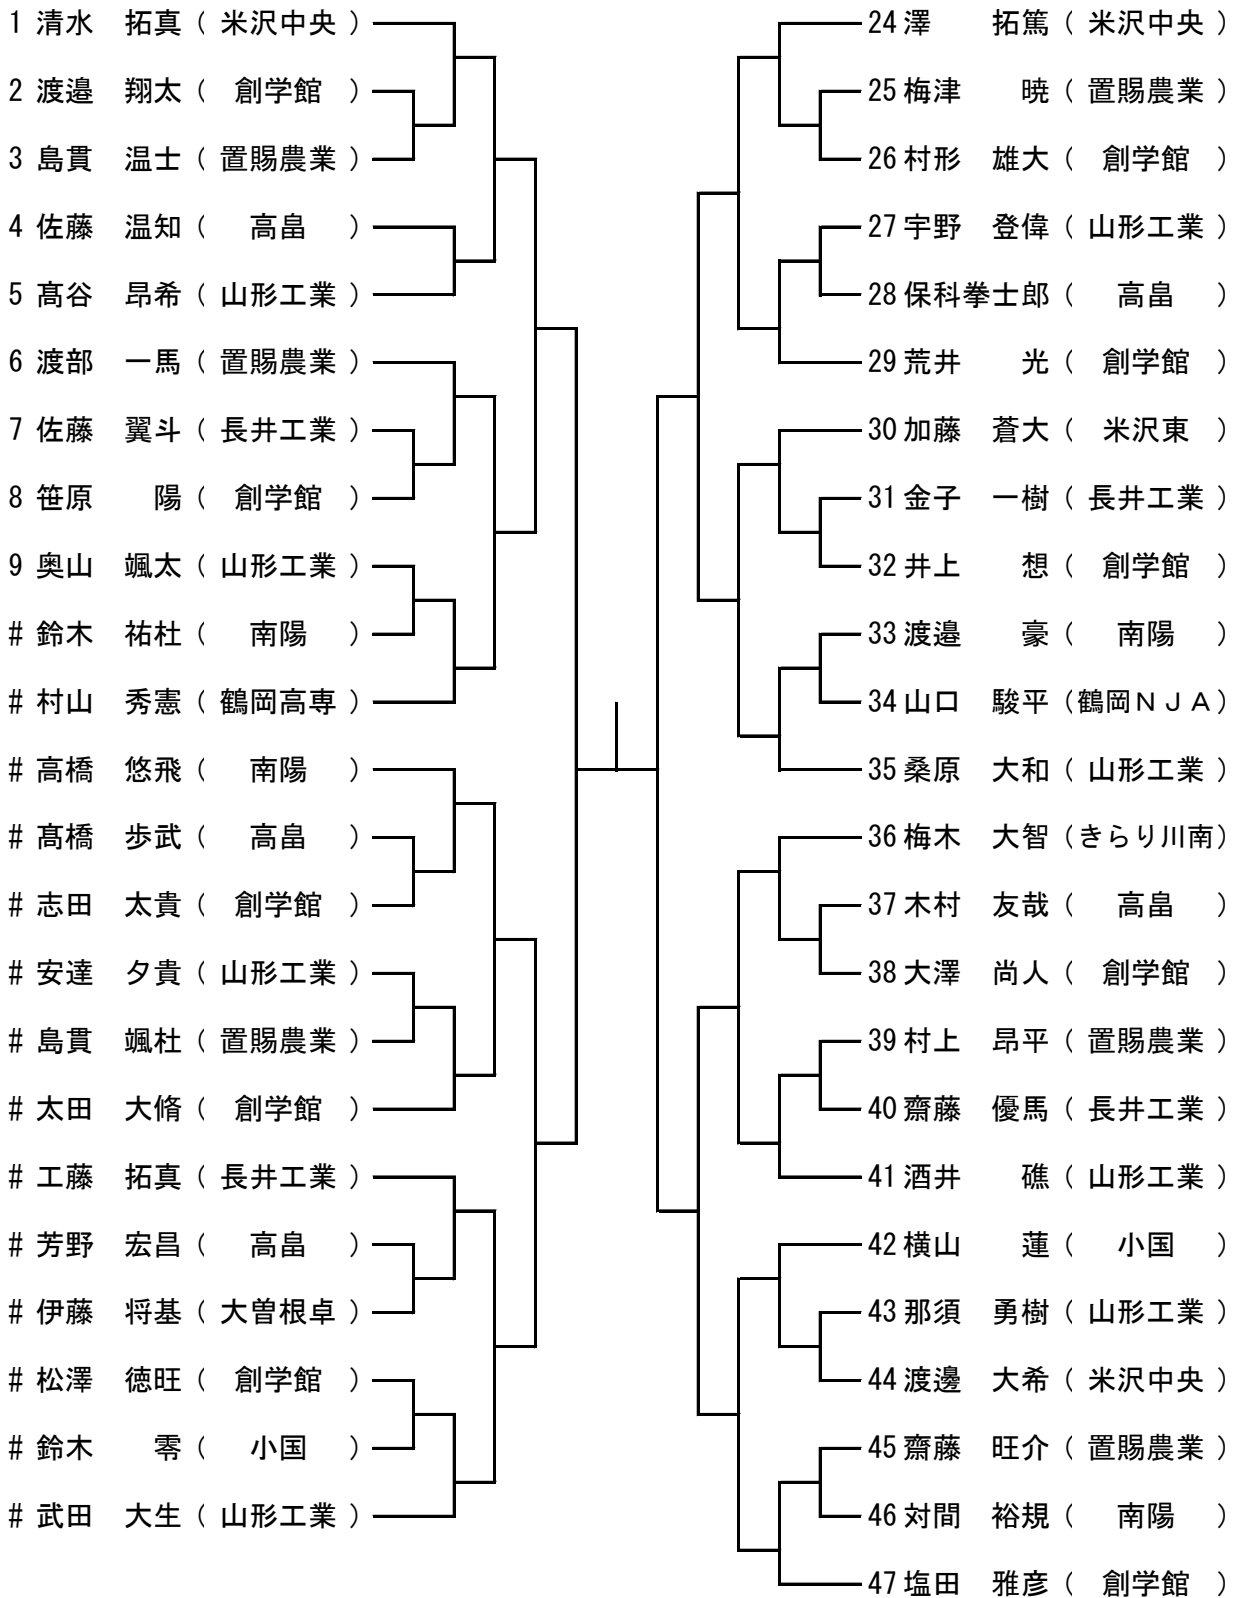 1 清水　拓真（ 米沢中央 ）
2 渡邉　翔太（　創学館　）
3 島貫　温士（ 置賜農業 ）
4 佐藤　温知（　高畠　）
5 髙谷　昂希（ 山形工業 ）
6 渡部　一馬（ 置賜農業 ）
7 佐藤　翼斗（ 長井工業 ）
8 笹原　　陽（　創学館　）
9 奥山　颯太（ 山形工業 ）
# 鈴木　祐杜（　南陽　）
# 村山　秀憲（ 鶴岡高専 ）
# 高橋　悠飛（　南陽　）
# 髙橋　歩武（　高畠　）
# 志田　太貴（　創学館　）
# 安達　夕貴（ 山形工業 ）
# 島貫　颯杜（ 置賜農業 ）
# 太田　大脩（　創学館　）
# 工藤　拓真（ 長井工業 ）
# 芳野　宏昌（　高畠　）
# 伊藤　将基（ 大曽根卓 ）
# 松澤　徳旺（　創学館　）
# 鈴木　　零（　小国　）
# 武田　大生（ 山形工業 ）
24 澤　　拓篤（ 米沢中央 ）
25 梅津　　暁（ 置賜農業 ）
26 村形　雄大（　創学館　）
27 宇野　登偉（ 山形工業 ）
28 保科拳士郎（　高畠　）
29 荒井　　光（　創学館　）
30 加藤　蒼大（　米沢東　）
31 金子　一樹（ 長井工業 ）
32 井上　　想（　創学館　）
33 渡邉　　豪（　南陽　）
34 山口　駿平（鶴岡ＮＪＡ）
35 桑原　大和（ 山形工業 ）
36 梅木　大智（きらり川南）
37 木村　友哉（　高畠　）
38 大澤　尚人（　創学館　）
39 村上　昂平（ 置賜農業 ）
40 齋藤　優馬（ 長井工業 ）
41 酒井　　礁（ 山形工業 ）
42 横山　　蓮（　小国　）
43 那須　勇樹（ 山形工業 ）
44 渡邊　大希（ 米沢中央 ）
45 齋藤　旺介（ 置賜農業 ）
46 対間　裕規（　南陽　）
47 塩田　雅彦（　創学館　）